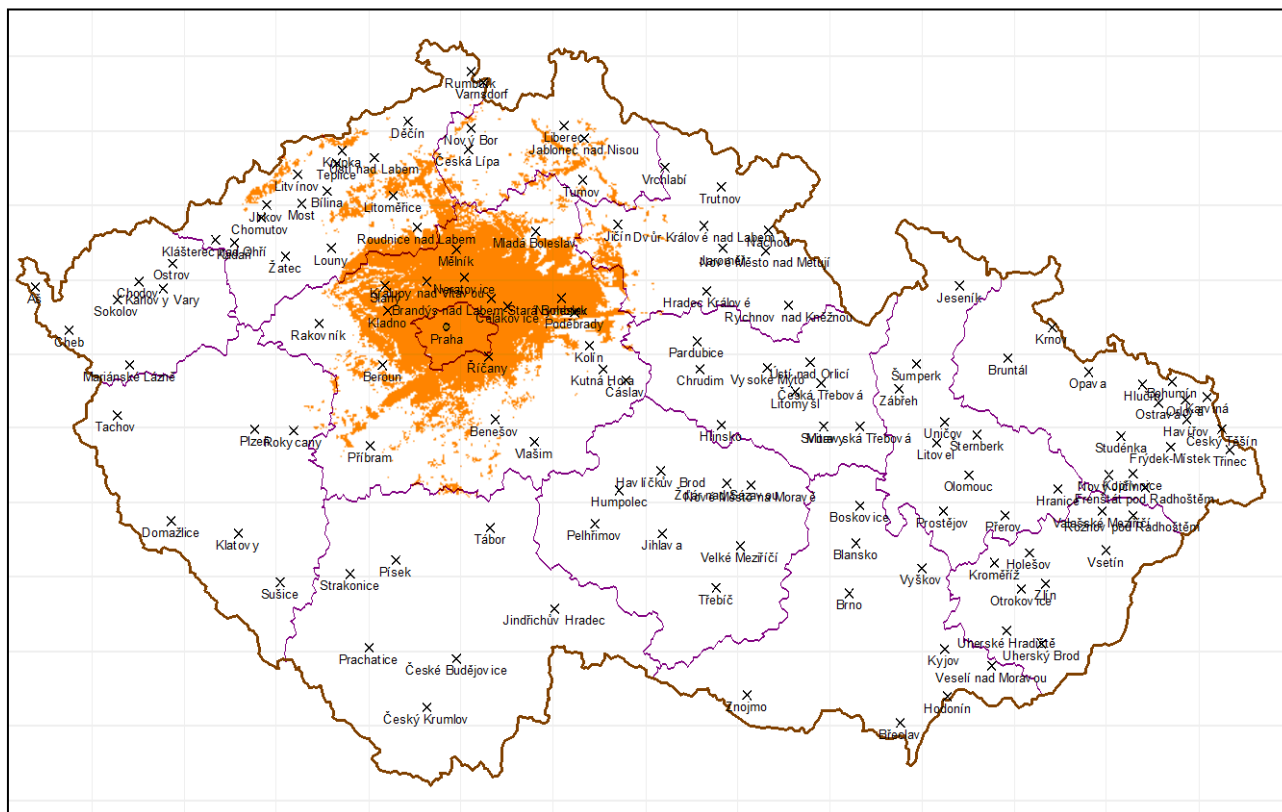 Rumburk
Varnsdorf
Děčín
Nový Bor
Česká Lípa
Liberec
Jablonec nad Nisou
Krupka
Ústí nad Labem
Teplice
Litvínov
Bílina
Most
Litoměřice
Turnov
Vrchlabí
Trutnov
Jirkov
Chomutov
Roudnice nad Labem
Mladá Boleslav
Jičín
Dvůr Králové nad Labem
Náchod
Jaroměř
Nové Město nad Metují
Klášterec nad Ohří
Kadaň
Louny
Žatec
Mělník
Ostrov
Chodov
Karlovy Vary
Sokolov
Aš
Neratovice
Slaný
Kralupy nad Vltavou
Brandýs nad Labem-Stará Boleslav
Čelákovice
Nymburk
Poděbrady
Hradec Králové
Rychnov nad Kněžnou
Jeseník
Cheb
Rakovník
Kladno
Praha
Kolín
Pardubice
Krnov
Mariánské Lázně
Beroun
Říčany
Kutná Hora
Čáslav
Chrudim
Vysoké Mýto
Ústí nad Orlicí
Česká Třebová
Litomyšl
Šumperk
Zábřeh
Bruntál
Opava
Hlučín
Bohumín
Ostrava
Orlová
Karviná
Havířov
Český Těšín
Třinec
Tachov
Plzeň
Rokycany
Příbram
Benešov
Vlašim
Hlinsko
Svitavy
Moravská Třebová
Uničov
Litovel
Šternberk
Studénka
Frýdek-Místek
Havlíčkův Brod
Humpolec
Žďár nad Sázavou
Nové Město na Moravě
Olomouc
Hranice
Nový Jičín
Kopřivnice
Frenštát pod Radhoštěm
Domažlice
Klatovy
Tábor
Pelhřimov
Jihlava
Velké Meziříčí
Boskovice
Blansko
Prostějov
Přerov
Valašské Meziříčí
Rožnov pod Radhoštěm
Sušice
Strakonice
Písek
Třebíč
Brno
Vyškov
Kroměříž
Holešov
Vsetín
Otrokovice
Zlín
Jindřichův Hradec
Prachatice
České Budějovice
Český Krumlov
Znojmo
Uherské Hradiště
Uherský Brod
Kyjov
Veselí nad Moravou
Hodonín
Břeclav